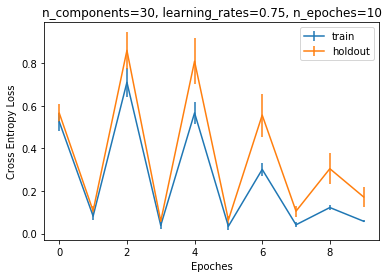 n_components=30, learning_rates=0.75, n_epoches=10
train
holdout
Cross Entropy Loss
0.8
0.6
0.4
0.2
0.0
0 2 4 6 8
Epoches